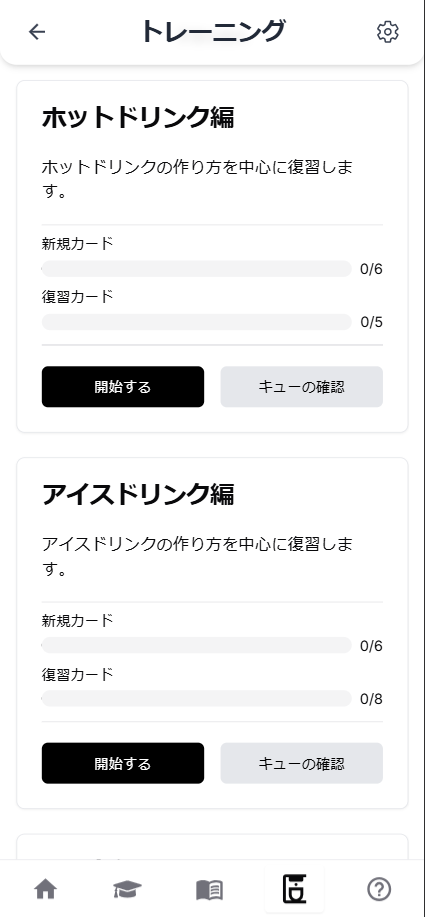 トレーニング
ホットドリンク編
ホットドリンクの作り方を中心に復習しま
す。
新規カード
0/6
復習カード
0/5
開始する
キューの確認
アイスドリンク編
アイスドリンクの作り方を中心に復習しま
す。
新規カード
0/6
復習カード
0/8
開始する
キューの確認